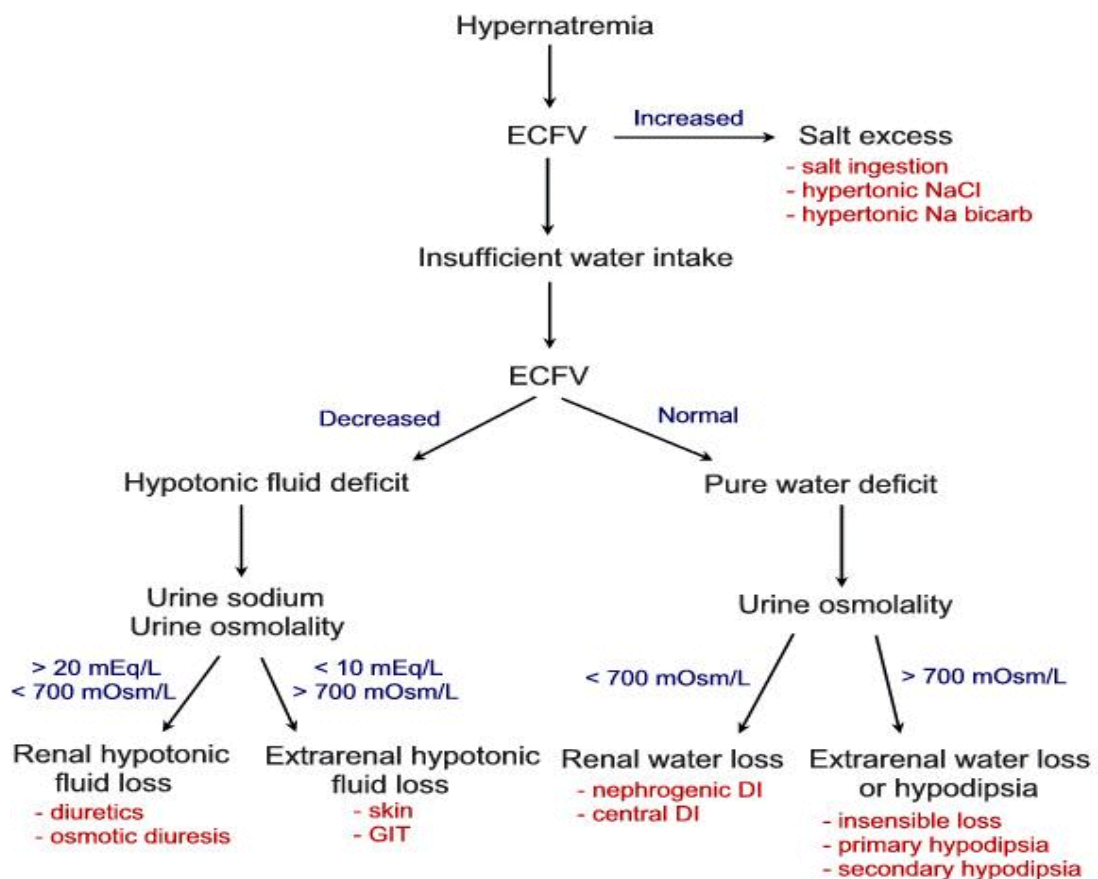 Hypernatremia
ECFV
Increased
Salt excess
- salt ingestion
- hypertonic NaCl
- hypertonic Na bicarb
Insufficient water intake
ECFV
Decreased
Normal
Hypotonic fluid deficit
Pure water deficit
Urine sodium
Urine osmolality
Urine osmolality
> 20 mEq/L
< 700 mOsm/L
< 10 mEq/L
> 700 mOsm/L
< 700 mOsm/L
> 700 mOsm/L
Renal hypotonic
fluid loss
- diuretics
- osmotic diuresis
Extrarenal hypotonic
fluid loss
- skin
- GIT
Renal water loss
- nephrogenic DI
- central DI
Extrarenal water loss
or hypodipsia
- insensible loss
- primary hypodipsia
- secondary hypodipsia